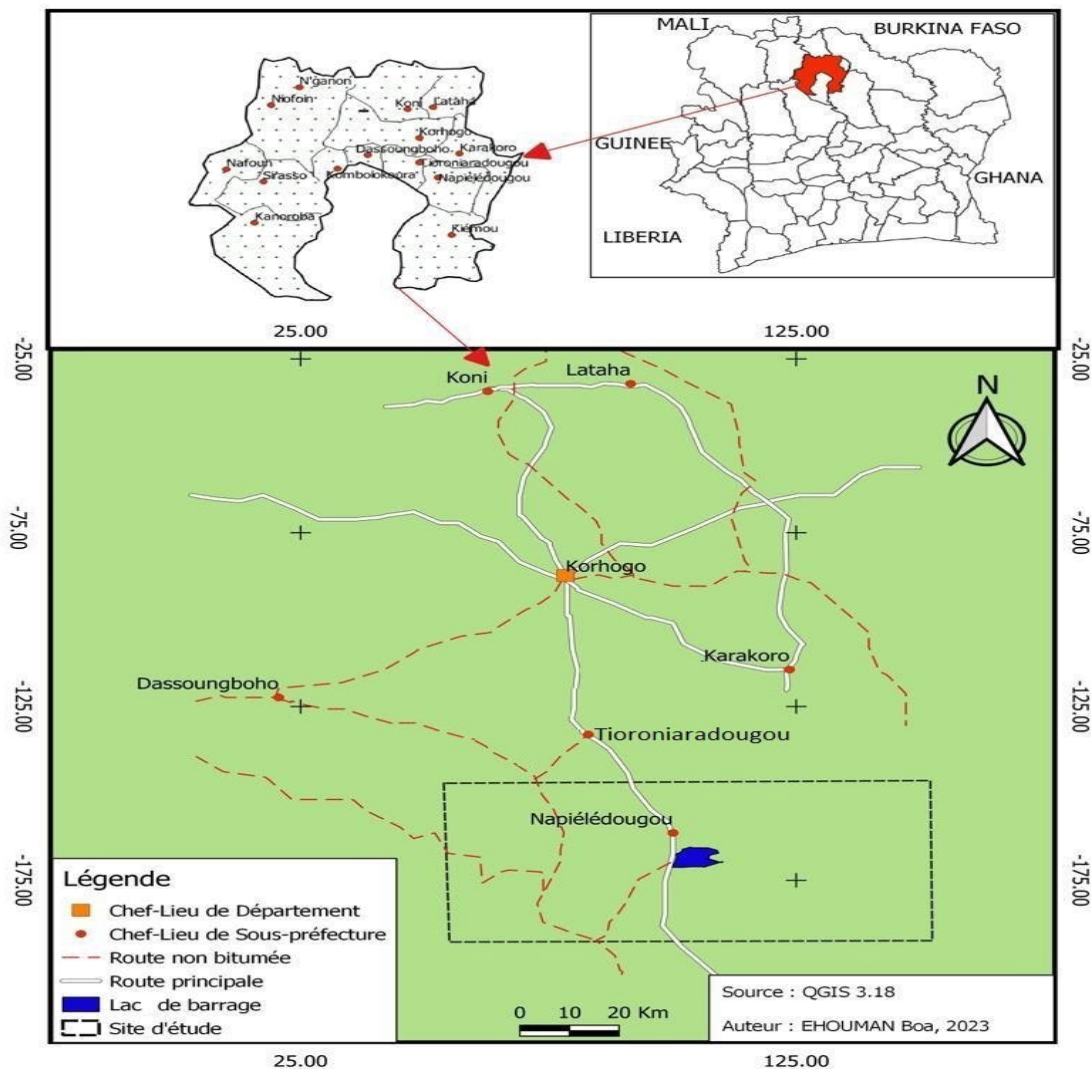 MALI
BURKINA FASO
GUINEE
GHANA
LIBERIA
N'ganon
Niofoin
Koni
Lataha
Korhogo
Dassoungboho
Karakoro
Tioroniaradougou
Nafoun
Sirasso
Kombolokoura
Napiélédougou
Kanoroba
Kiémou
25.00
125.00
-25.00
-25.00
Koni
Lataha
N
-75.00
-75.00
Korhogo
Karakoro
Dassoungboho
-125.00
-125.00
Tioroniaradougou
Napiélédougou
-175.00
-175.00
Légende
Chef-Lieu de Département
Chef-Lieu de Sous-préfecture
Route non bitumée
Route principale
Lac de barrage
Site d'étude
0 10 20 Km
Source : QGIS 3.18
Auteur : EHOUMAN Boa, 2023
25.00
125.00